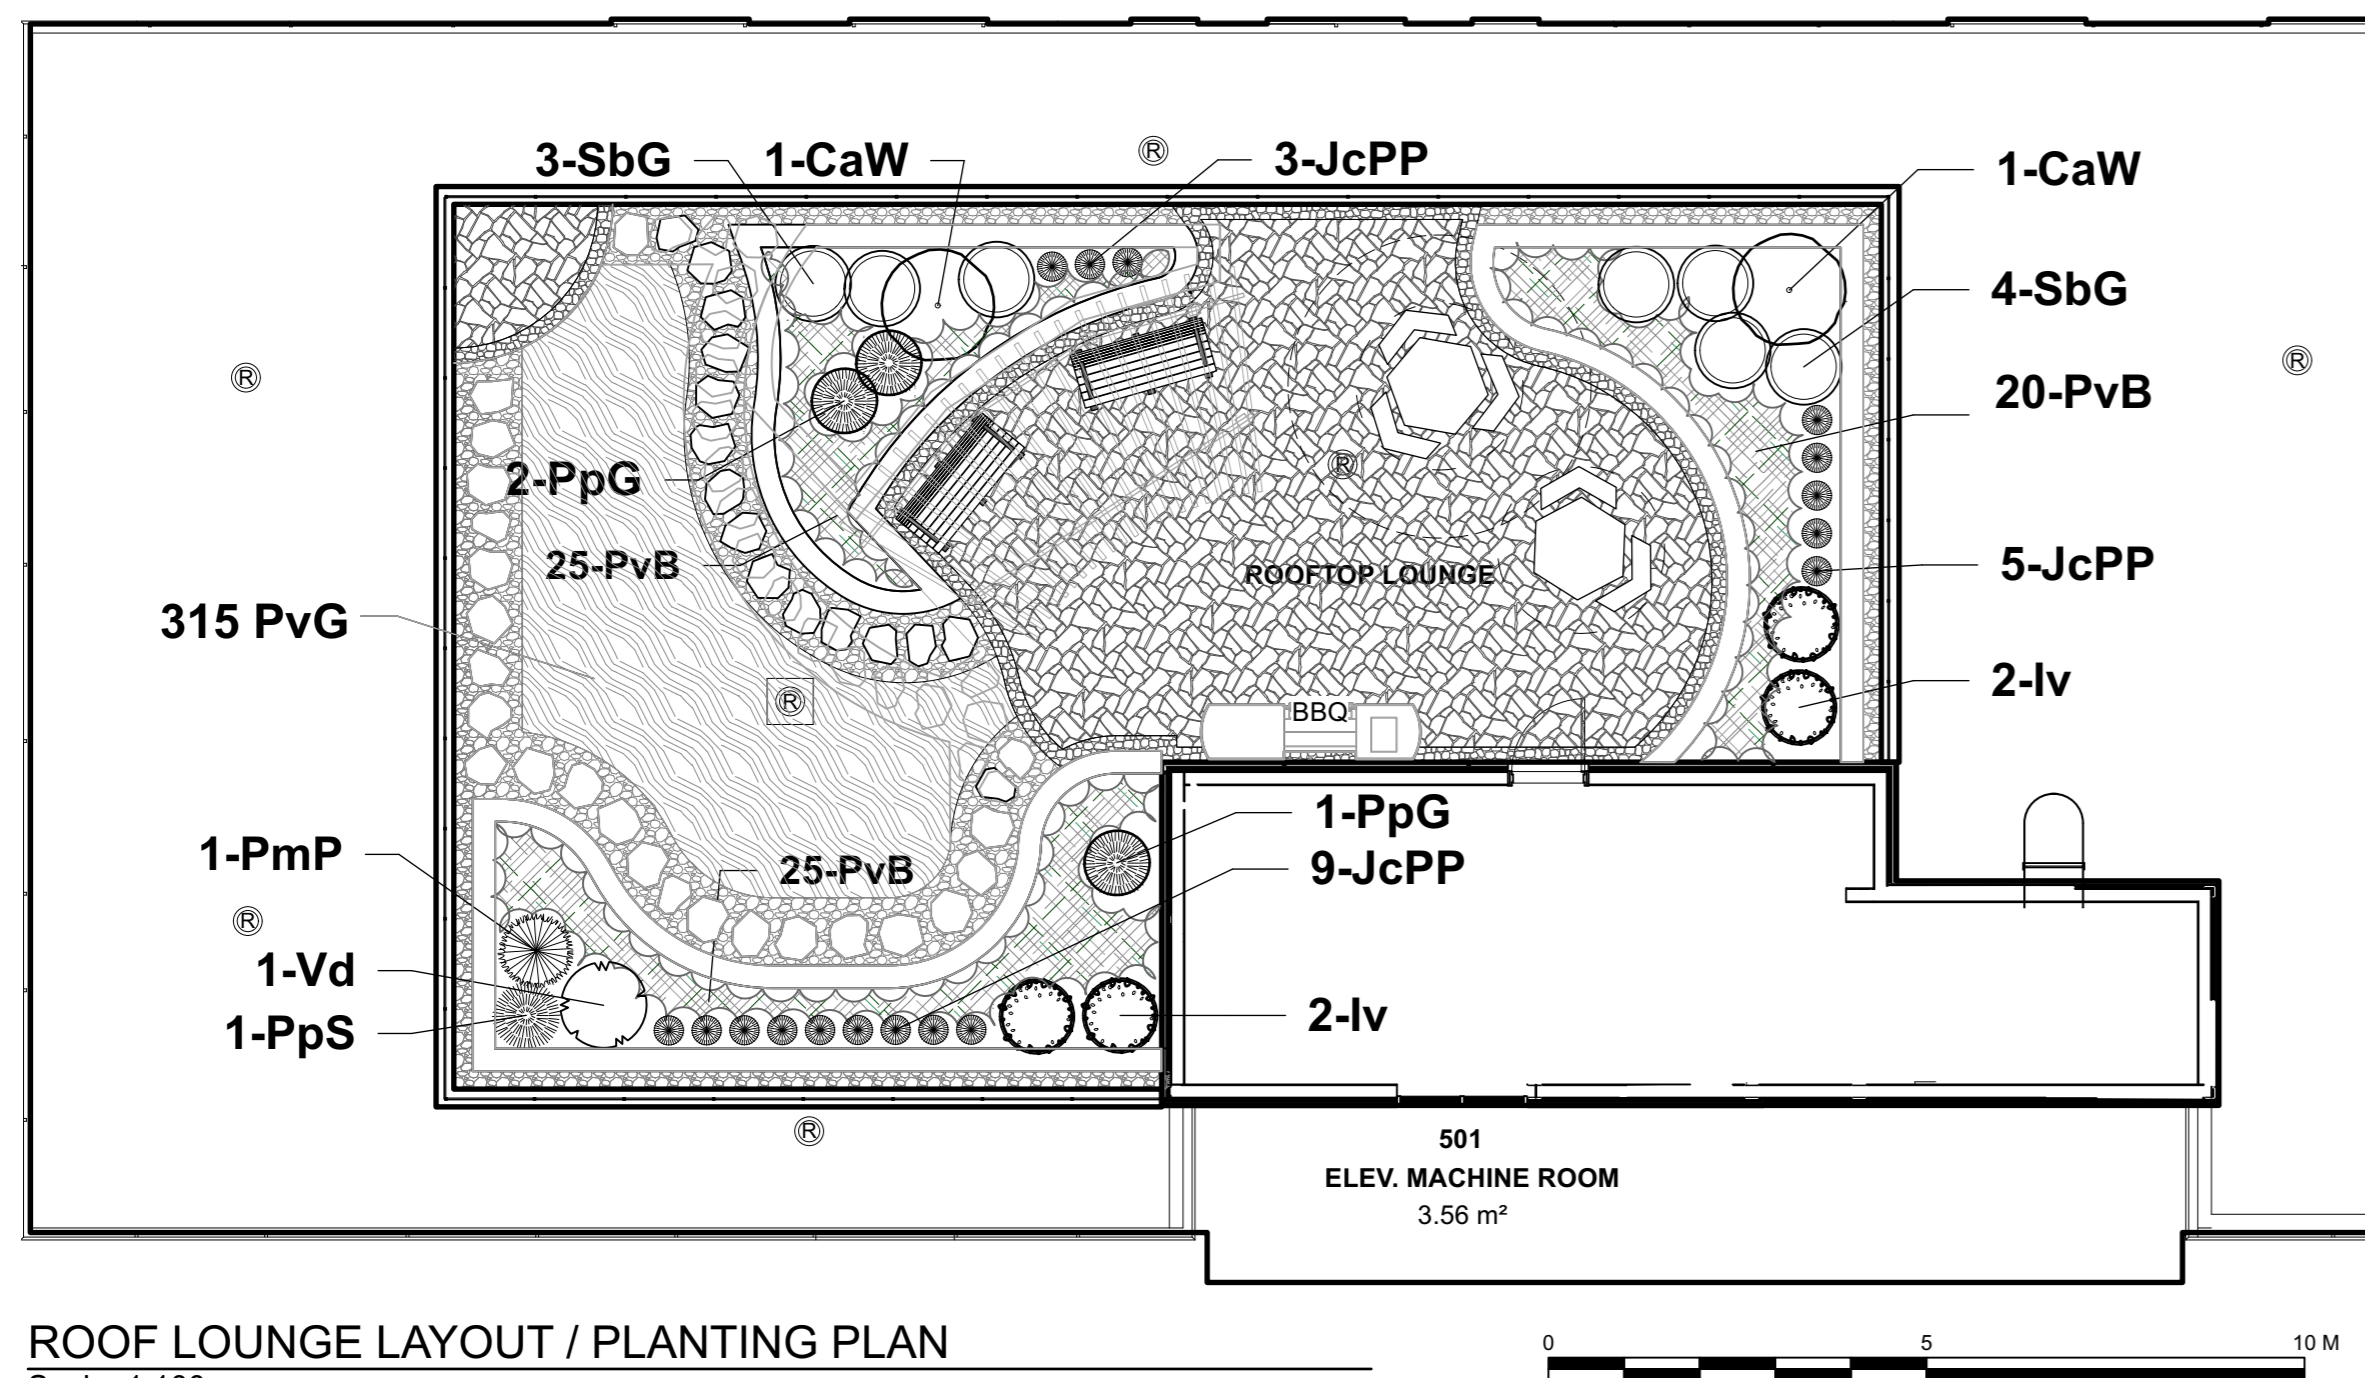 3-SbG
1-CaW
Ⓡ
3-JcPP
1-CaW
4-SbG
Ⓡ
Ⓡ
20-PvB
Ⓡ
2-PpG
25-PvB
ROOFTOP LOUNGE
5-JcPP
315 PvG
2-Iv
Ⓡ
BBQ
1-PpG
1-PmP
25-PvB
9-JcPP
Ⓡ
1-Vd
2-Iv
1-PpS
Ⓡ
501
ELEV. MACHINE ROOM
3.56 m²
ROOF LOUNGE LAYOUT / PLANTING PLAN
0 5 10 M